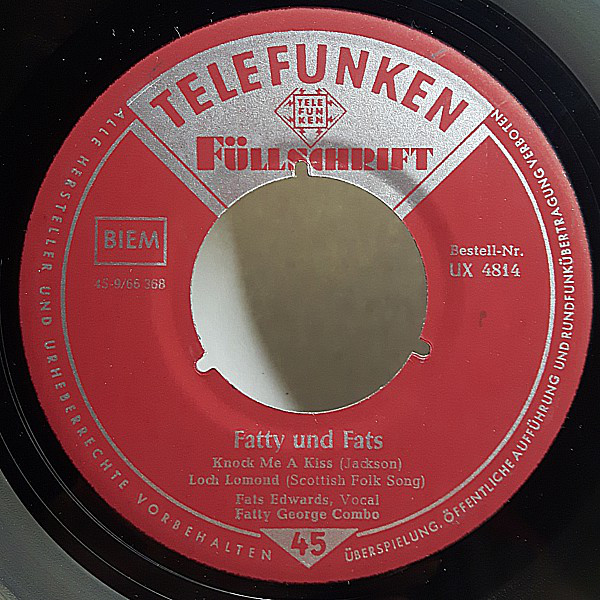 TELEFUNKEN
TELE
FUN
KEN
FÜLLSCHRIFT
BIEM
45-9/66 368
Bestell-Nr.
UX 4814
Fatty und Fats
Knock Me A Kiss (Jackson)
Loch Lomond (Scottish Folk Song)
Fats Edwards, Vocal
Fatty George Combo
45
ALLE HERSTELLER UND URHEBERRECHTE VORBEHALTEN
ÜBERSPIELUNG, ÖFFENTLICHE AUFFÜHRUNG UND RUNDFUNKÜBERTRAGUNG VERBOTEN